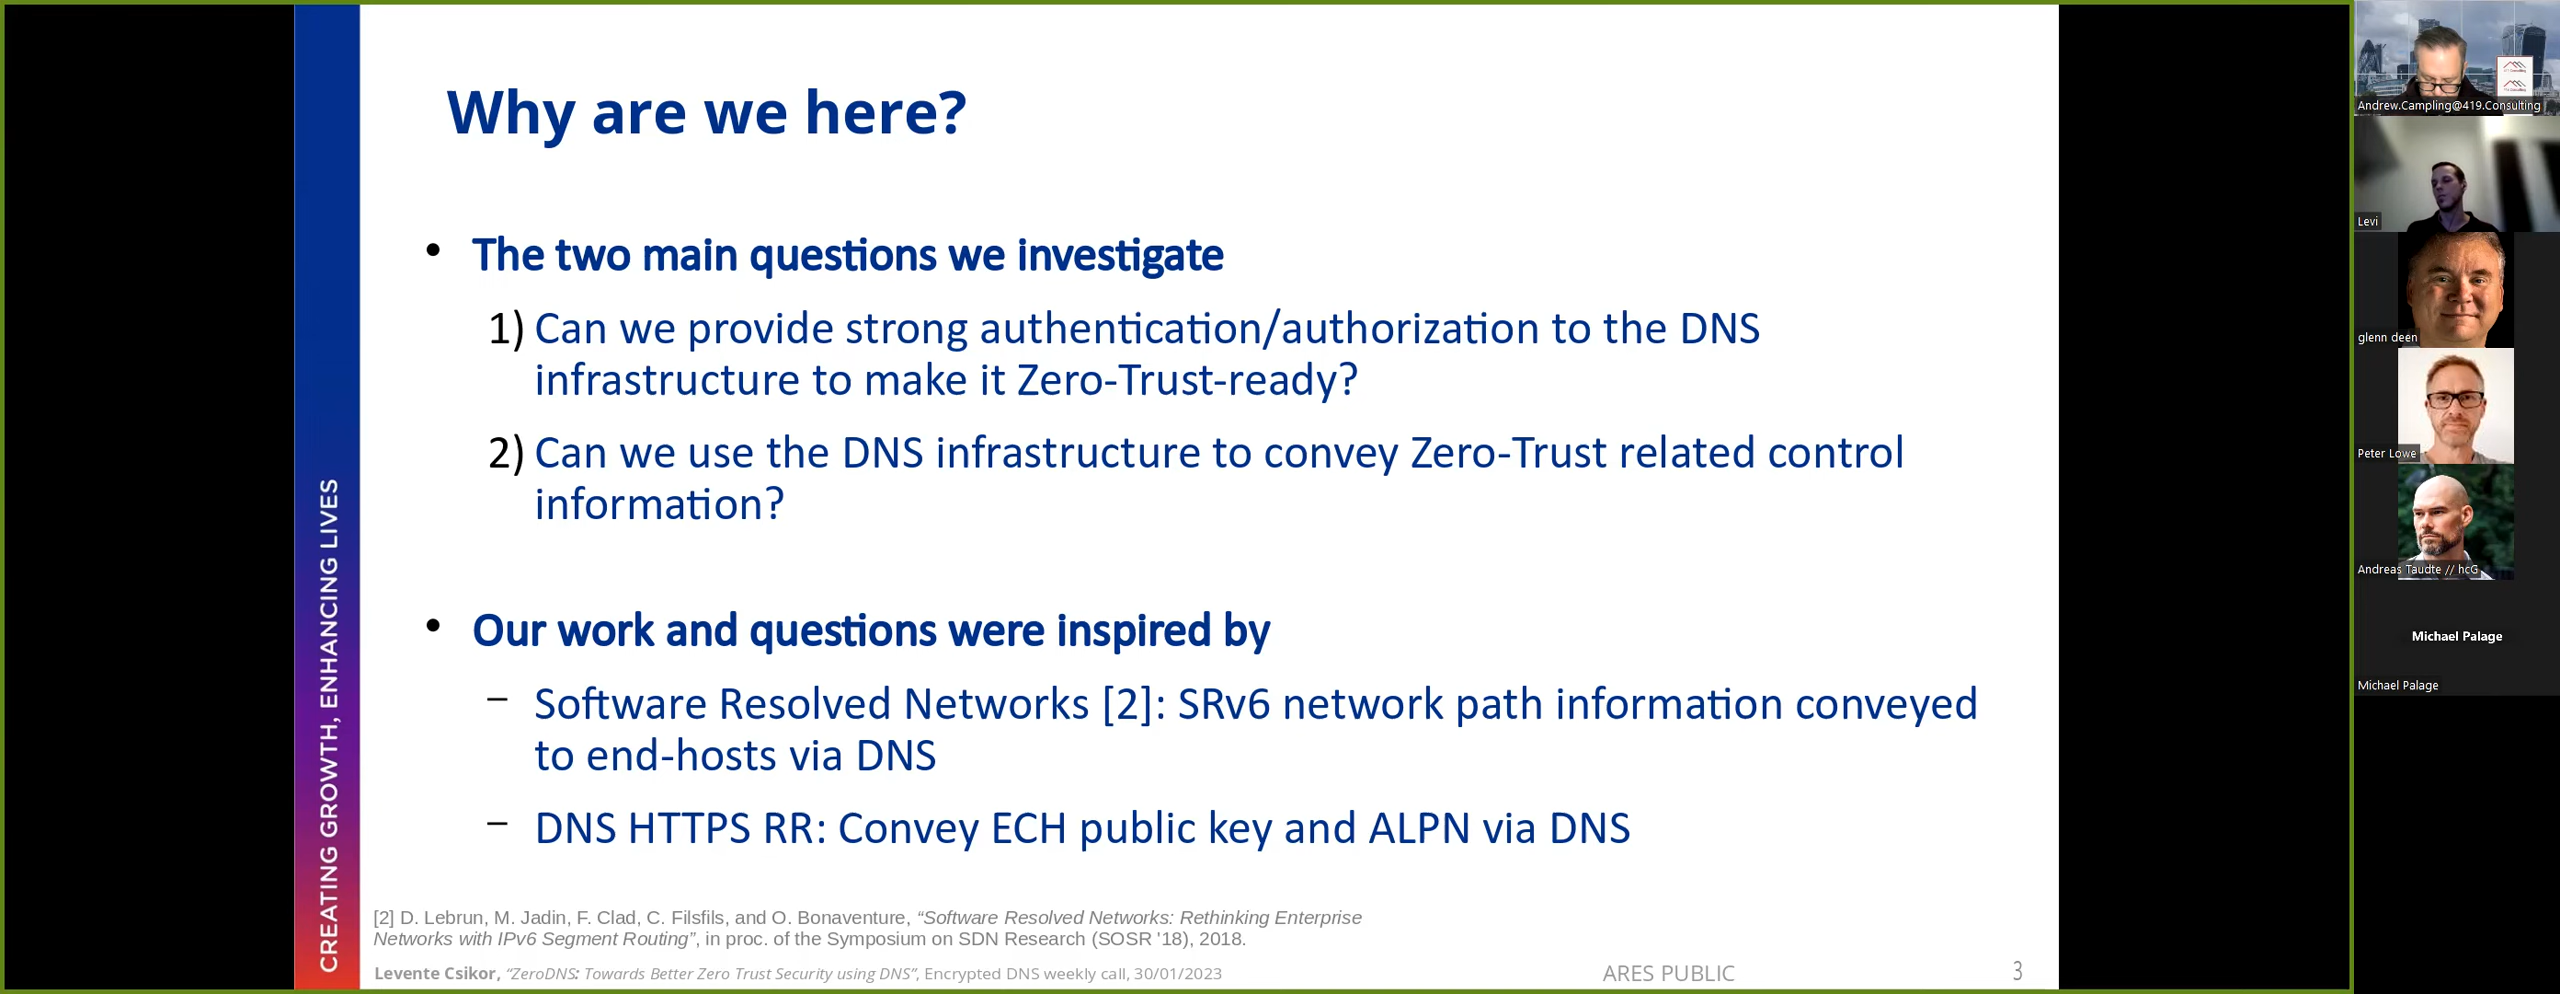 Why are we here?
• The two main questions we investigate
1) Can we provide strong authentication/authorization to the DNS
infrastructure to make it Zero-Trust-ready?
2) Can we use the DNS infrastructure to convey Zero-Trust related control
information?
• Our work and questions were inspired by
– Software Resolved Networks [2]: SRv6 network path information conveyed
to end-hosts via DNS
– DNS HTTPS RR: Convey ECH public key and ALPN via DNS
[2] D. Lebrun, M. Jadin, F. Clad, C. Filsfils, and O. Bonaventure, “Software Resolved Networks: Rethinking Enterprise
Networks with IPv6 Segment Routing”, in proc. of the Symposium on SDN Research (SOSR '18), 2018.
Levente Csikor, “ZeroDNS: Towards Better Zero Trust Security using DNS”, Encrypted DNS weekly call, 30/01/2023
ARES PUBLIC
3
CREATING GROWTH, ENHANCING LIVES
Andrew.Campling@419.Consulting
Levi
glenn deen
Peter Lowe
Andreas Taudte // hcG
Michael Palage
Michael Palage